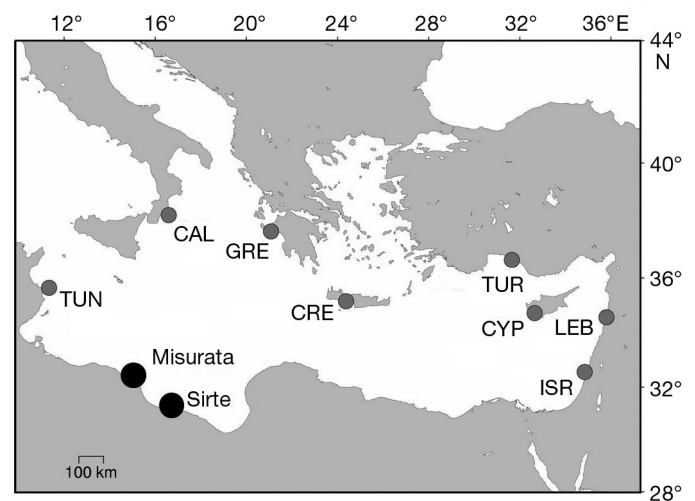 12° 16° 20° 24° 28° 32° 36°E
44°
N
40°
CAL
GRE
36°
TUR
TUN
CRE
CYP
LEB
Misurata
ISR
32°
Sirte
100 km
28°